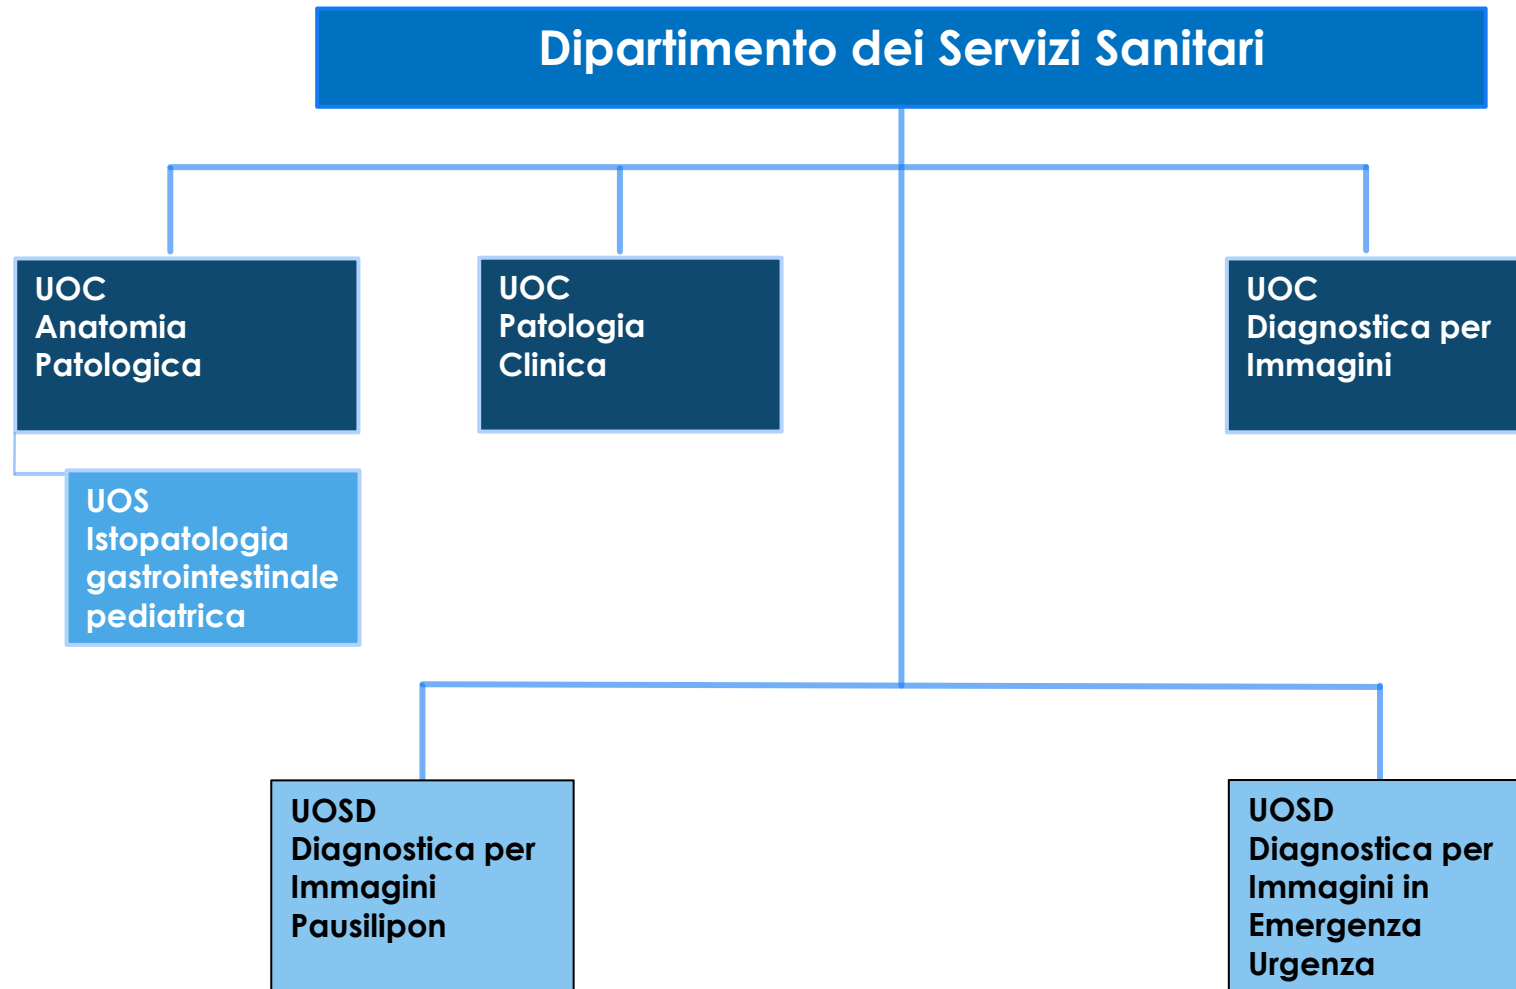 Dipartimento dei Servizi Sanitari
UOC
Anatomia
Patologica
UOC
Patologia
Clinica
UOC
Diagnostica per
Immagini
UOS
Istopatologia
gastrointestinale
pediatrica
UOSD
Diagnostica per
Immagini
Pausilipon
UOSD
Diagnostica per
Immagini in
Emergenza
Urgenza